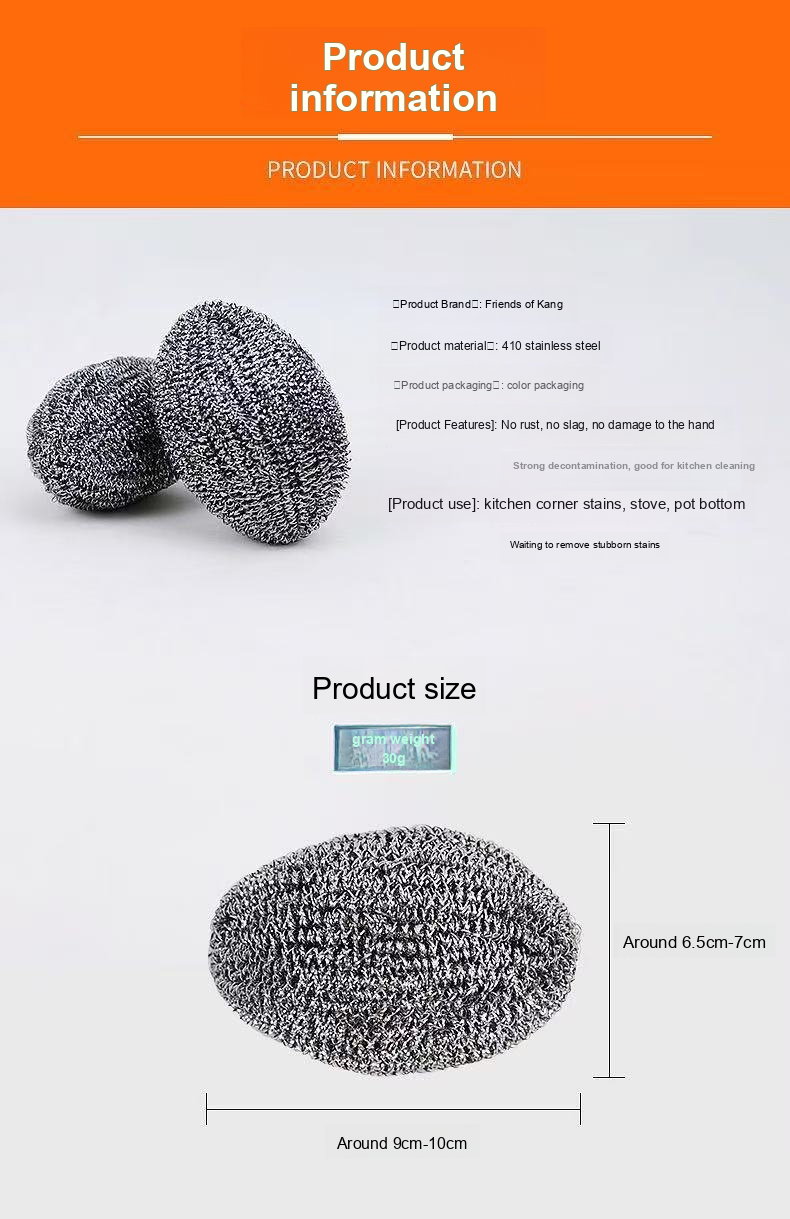 Product
information
PRODUCT INFORMATION
□Product Brand□: Friends of Kang
□Product material□: 410 stainless steel
□Product packaging□: color packaging
[Product Features]: No rust, no slag, no damage to the hand
Strong decontamination, good for kitchen cleaning
[Product use]: kitchen corner stains, stove, pot bottom
Waiting to remove stubborn stains
Product size
gram weight
30g
Around 6.5cm-7cm
Around 9cm-10cm